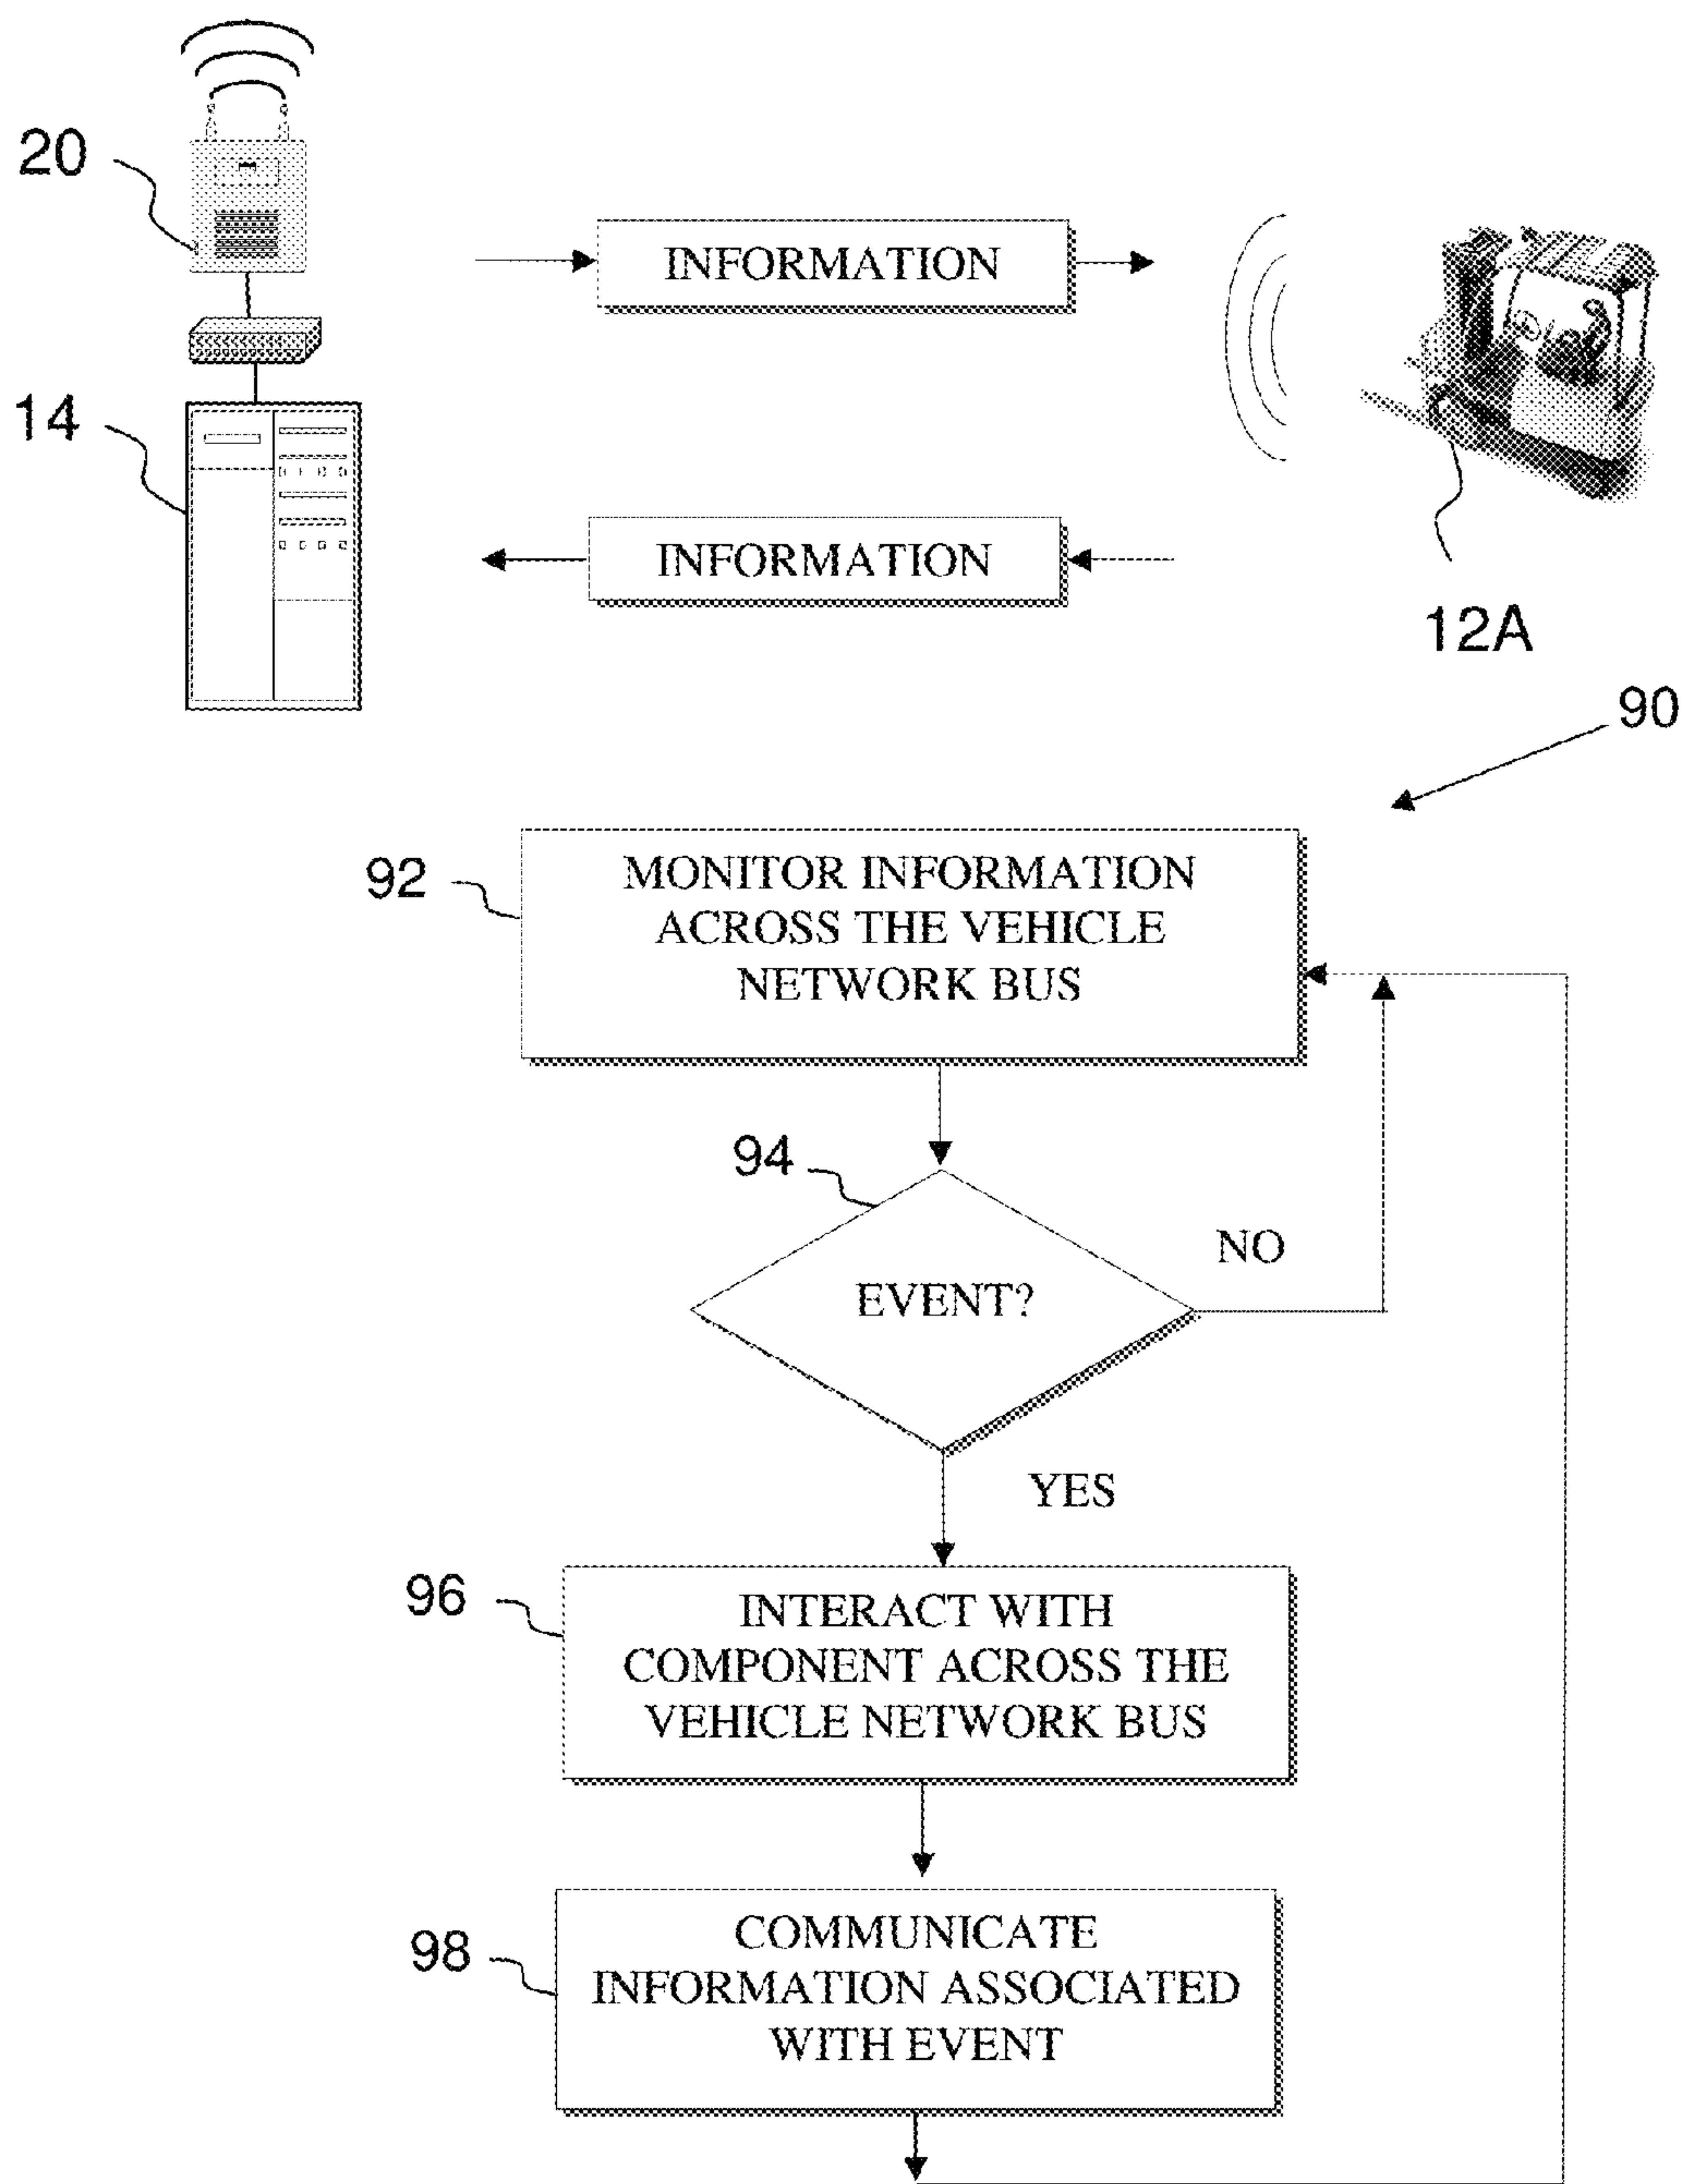 20
INFORMATION
14
INFORMATION
12A
90
92
MONITOR INFORMATION
ACROSS THE VEHICLE
NETWORK BUS
94
NO
EVENT?
YES
96
INTERACT WITH
COMPONENT ACROSS THE
VEHICLE NETWORK BUS
98
COMMUNICATE
INFORMATION ASSOCIATED
WITH EVENT